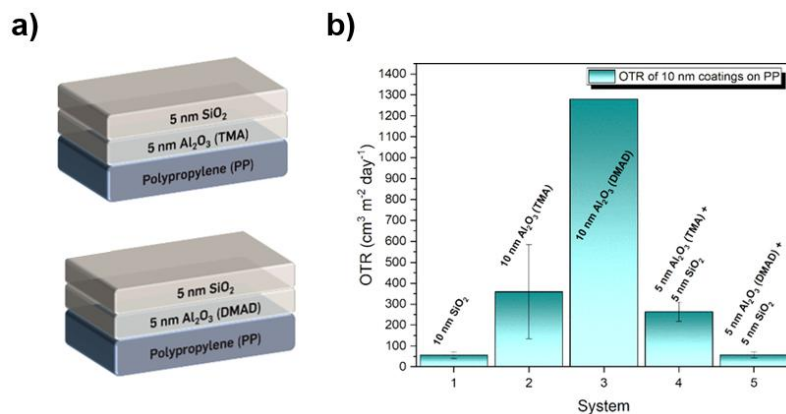 a)
5 nm SiO₂
5 nm Al₂O₃ (TMA)
Polypropylene (PP)
5 nm SiO₂
5 nm Al₂O₃ (DMAD)
Polypropylene (PP)
b)
OTR (cm³ m⁻² day⁻¹)
1400
1300
1200
1100
1000
900
800
700
600
500
400
300
200
100
0
OTR of 10 nm coatings on PP
10 nm SiO₂
10 nm Al₂O₃ (TMA)
10 nm Al₂O₃ (DMAD)
5 nm Al₂O₃ (TMA) +
5 nm SiO₂
5 nm Al₂O₃ (DMAD) +
5 nm SiO₂
1 2 3 4 5
System